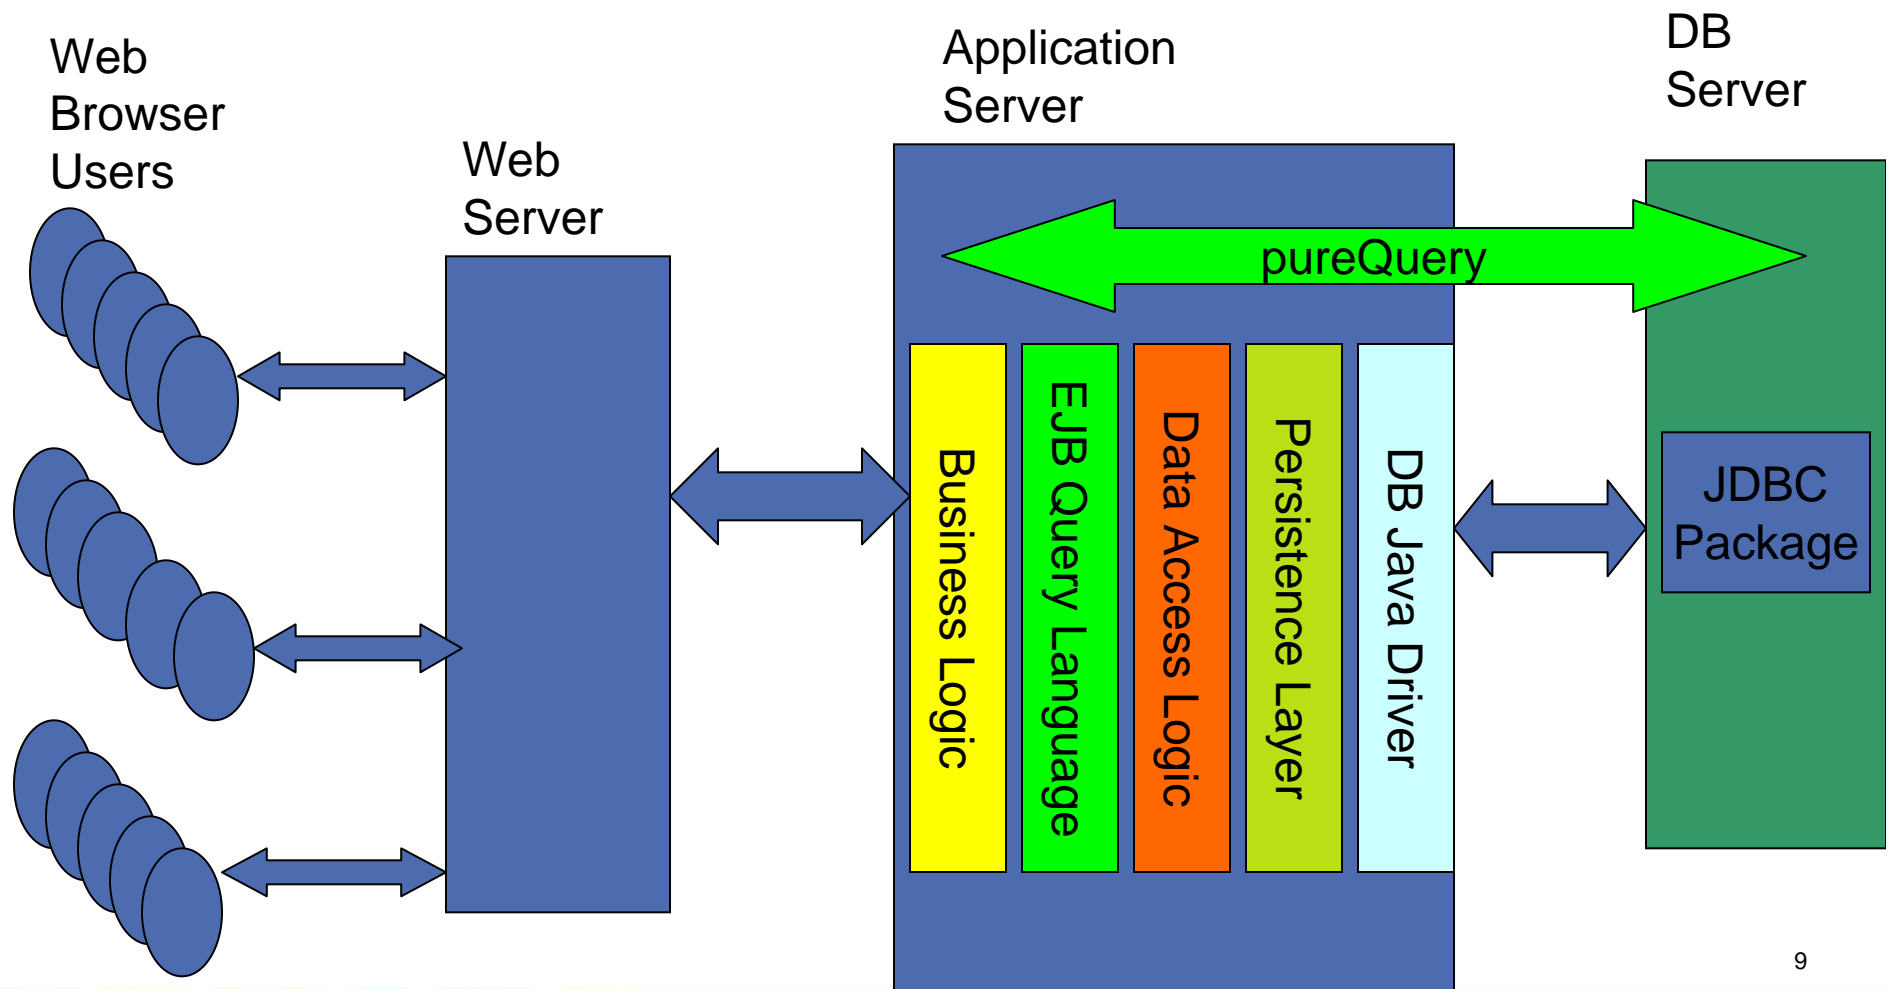 Web
Browser
Users
Web
Server
Application
Server
DB
Server
pureQuery
Business Logic
EJB Query Language
Data Access Logic
Persistence Layer
DB Java Driver
JDBC
Package
9